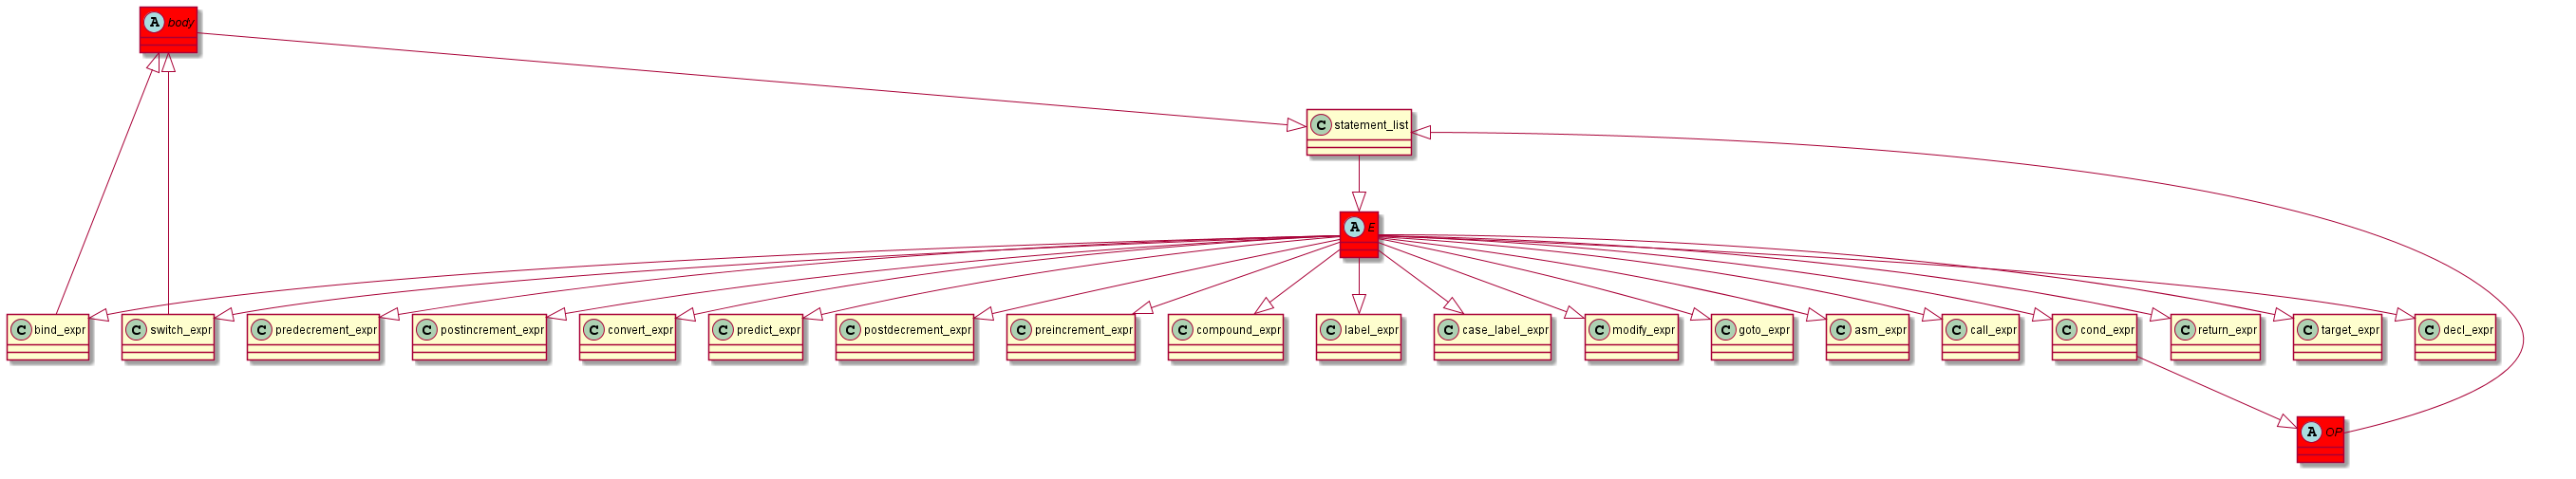 A body
C statement_list
A E
C bind_expr
C switch_expr
C predecrement_expr
C postincrement_expr
C convert_expr
C predict_expr
C postdecrement_expr
C preincrement_expr
C compound_expr
C label_expr
C case_label_expr
C modify_expr
C goto_expr
C asm_expr
C call_expr
C cond_expr
C return_expr
C target_expr
C decl_expr
A OP